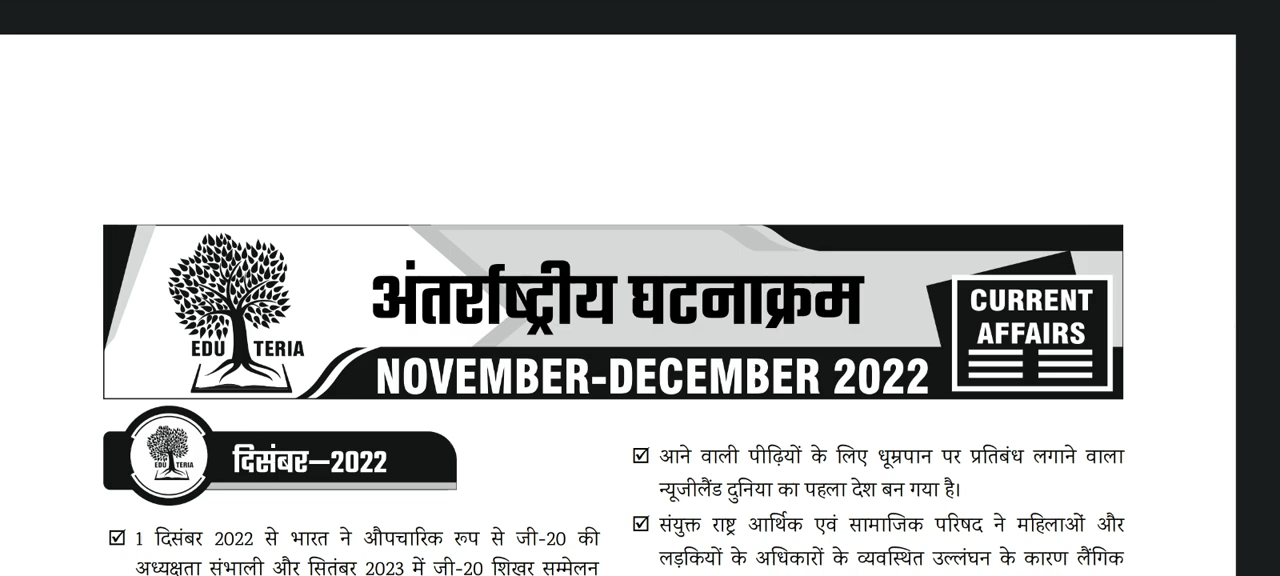 अंतर्राष्ट्रीय घटनाक्रम
EDU TERIA
CURRENT
AFFAIRS
NOVEMBER-DECEMBER 2022
EDU TERIA
दिसंबर–2022
1 दिसंबर 2022 से भारत ने औपचारिक रूप से जी-20 की
अध्यक्षता संभाली और सितंबर 2023 में जी-20 शिखर सम्मेलन
आने वाली पीढ़ियों के लिए धूम्रपान पर प्रतिबंध लगाने वाला
न्यूजीलैंड दुनिया का पहला देश बन गया है।
संयुक्त राष्ट्र आर्थिक एवं सामाजिक परिषद ने महिलाओं और
लड़कियों के अधिकारों के व्यवस्थित उल्लंघन के कारण लैंगिक